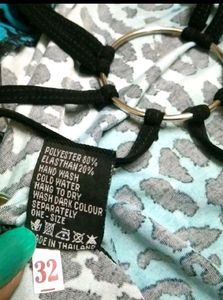 POLYESTER 80%
ELASTHAN 20%
HAND WASH
COLD WATER
HANG TO DRY
WASH DARK COLOUR
SEPARATELY
ONE-SIZE
MADE IN THAILAND
32